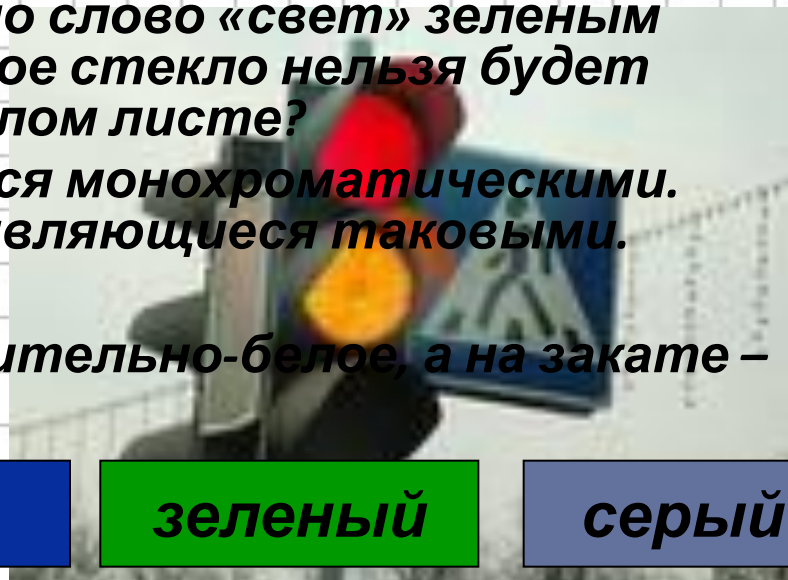 о слово «свет» зеленым
ое стекло нельзя будет
лом листе?
ся монохроматическими.
вляющиеся таковыми.
ительно-белое, а на закате –
зеленый
серый